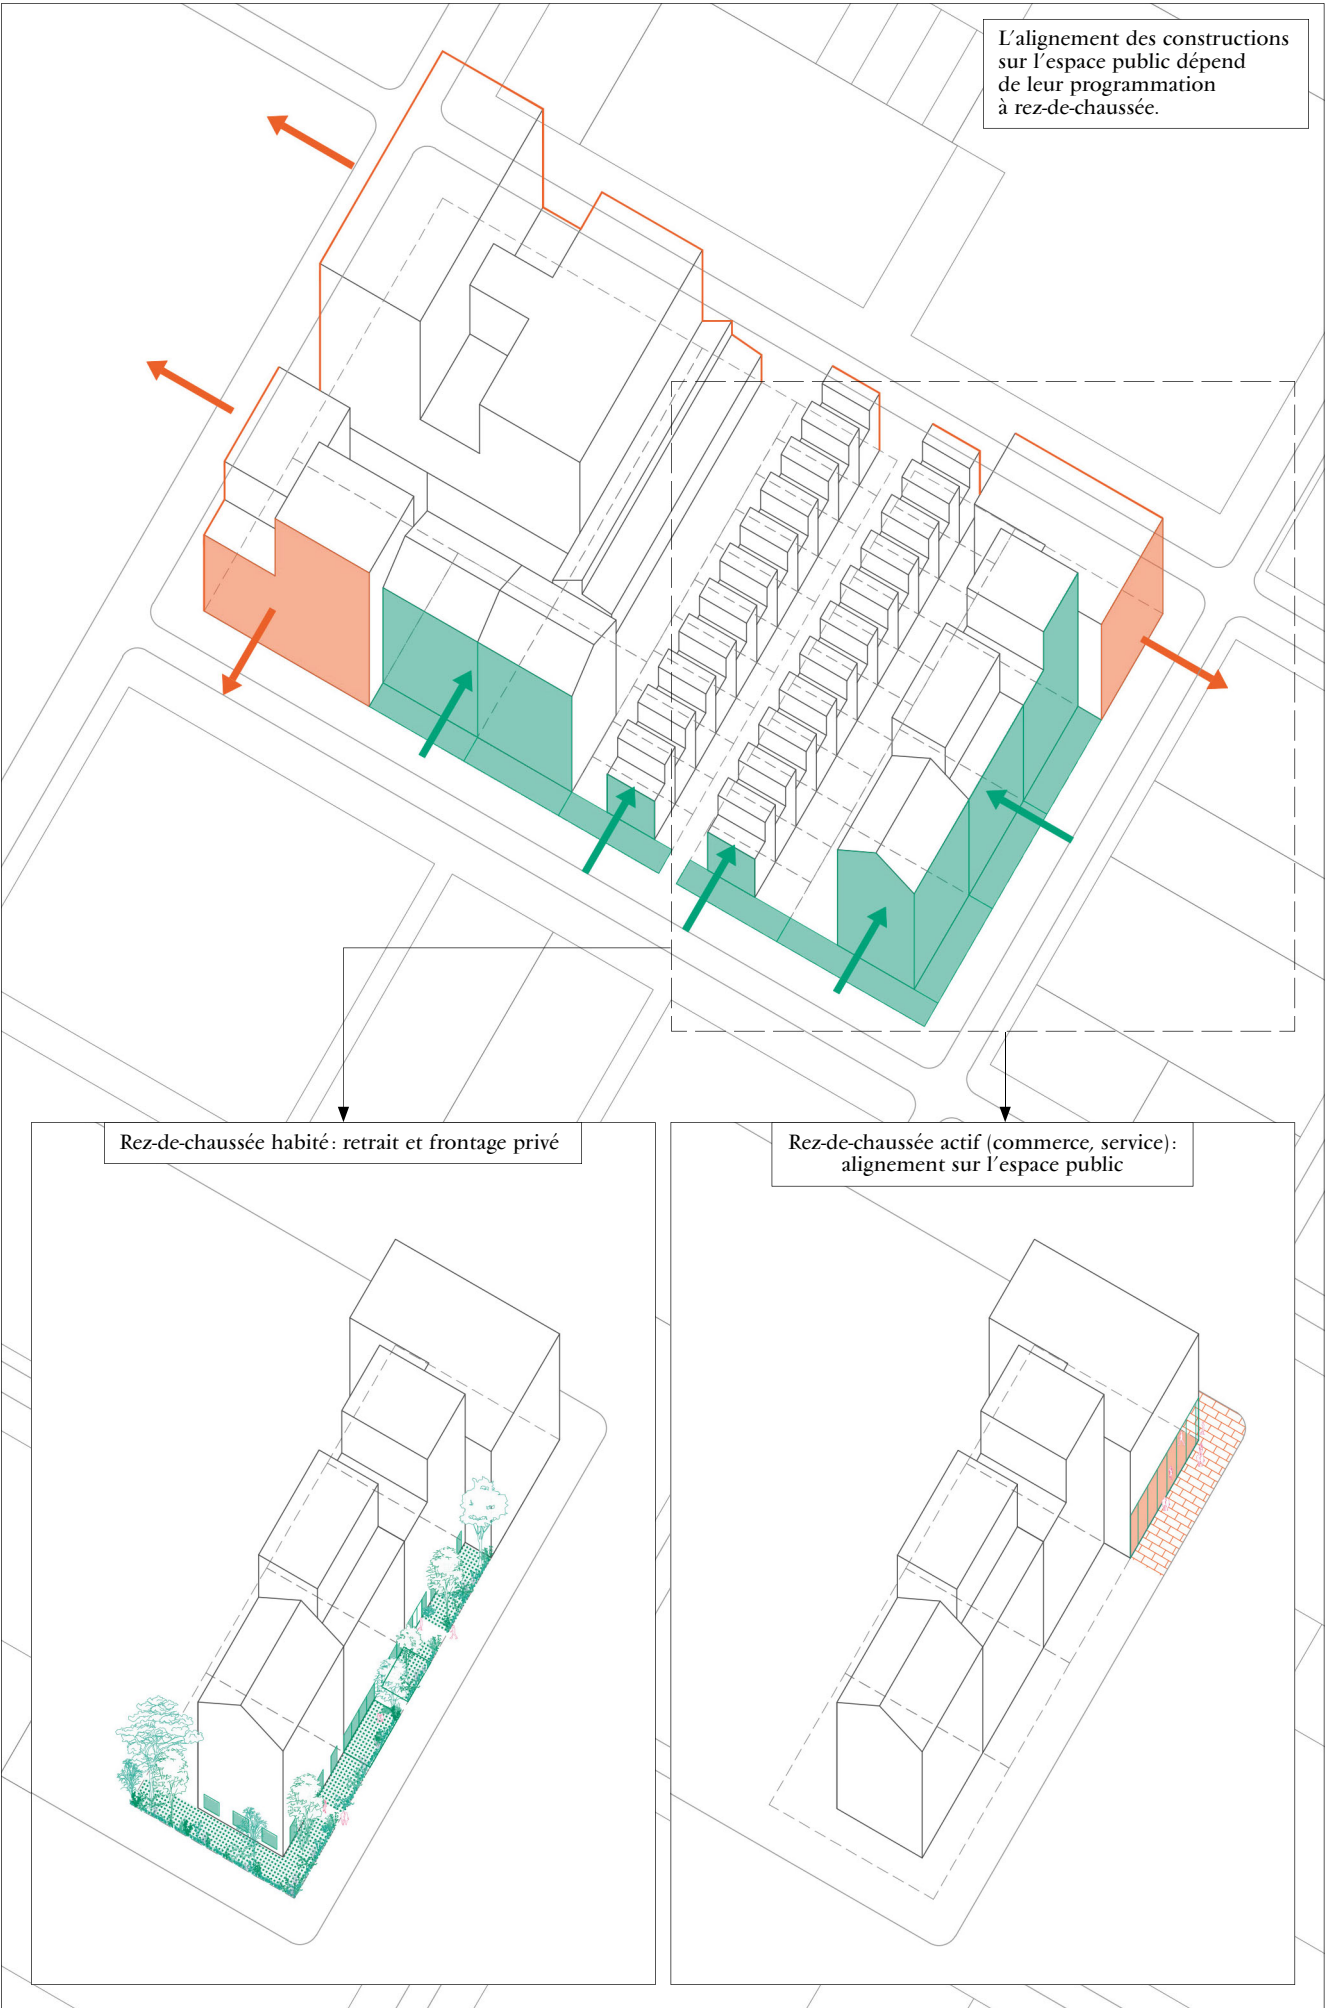 L'alignement des constructions
sur l'espace public dépend
de leur programmation
à rez-de-chaussée.
Rez-de-chaussée habité : retrait et frontage privé
Rez-de-chaussée actif (commerce, service) :
alignement sur l'espace public